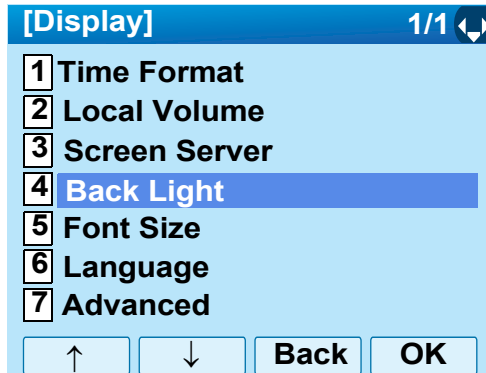 [Display] 1/1
1 Time Format
2 Local Volume
3 Screen Server
4 Back Light
5 Font Size
6 Language
7 Advanced
↑ ↓ Back OK